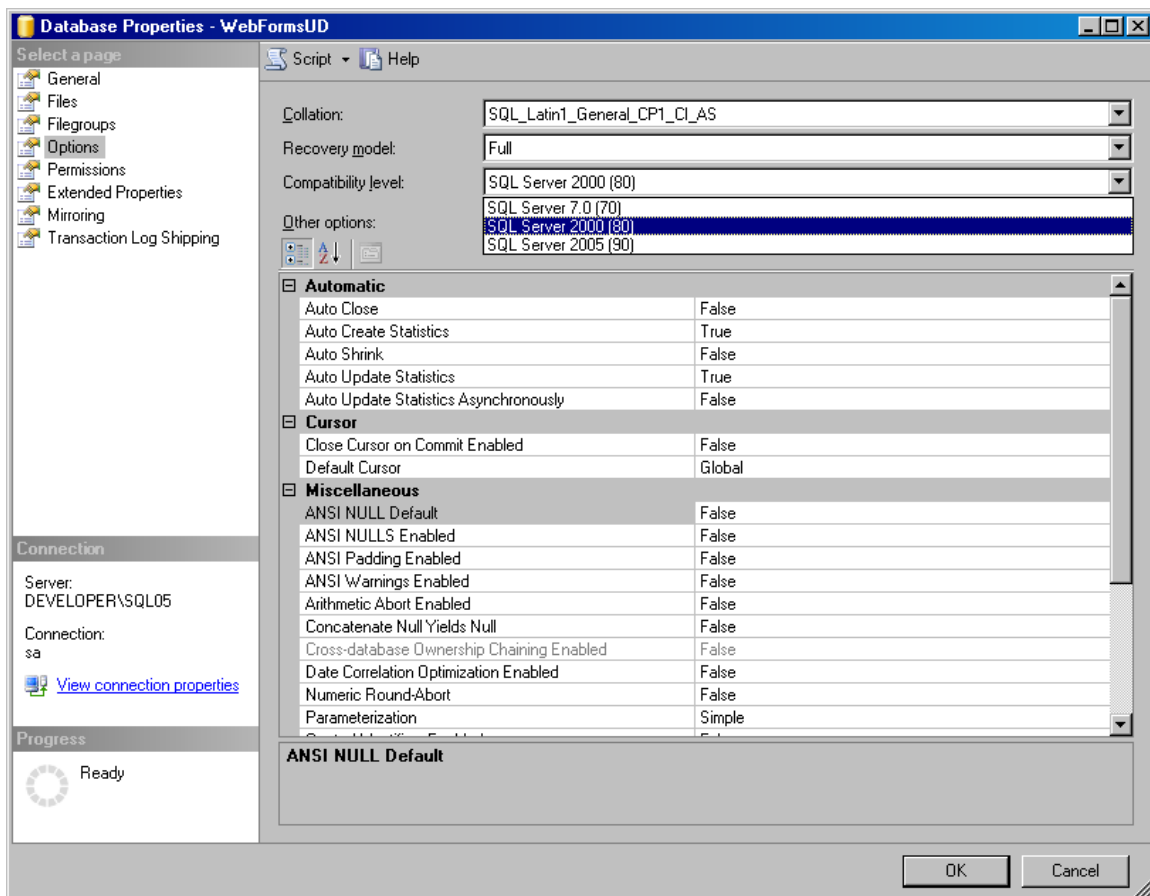 Database Properties - WebFormsUD
Select a page
General
Files
Filegroups
Options
Permissions
Extended Properties
Mirroring
Transaction Log Shipping
Script Help
Collation: SQL_Latin1_General_CP1_CI_AS
Recovery model: Full
Compatibility level: SQL Server 2000 (80)
SQL Server 7.0 (70)
Other options: SQL Server 2000 (80)
SQL Server 2005 (90)
Automatic
Auto Close False
Auto Create Statistics True
Auto Shrink False
Auto Update Statistics True
Auto Update Statistics Asynchronously False
Cursor
Close Cursor on Commit Enabled False
Default Cursor Global
Miscellaneous
ANSI NULL Default False
ANSI NULLS Enabled False
ANSI Padding Enabled False
ANSI Warnings Enabled False
Arithmetic Abort Enabled False
Concatenate Null Yields Null False
Cross-database Ownership Chaining Enabled False
Date Correlation Optimization Enabled False
Numeric Round-Abort False
Parameterization Simple
ANSI NULL Default
Connection
Server:
DEVELOPER\SQL05
Connection:
sa
View connection properties
Progress
Ready
OK Cancel